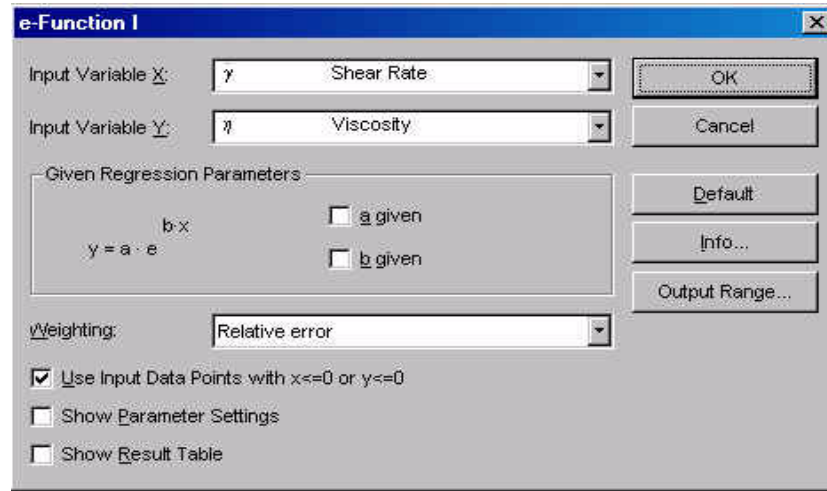 e-Function I
Input Variable X: γ̇ Shear Rate
OK
Input Variable Y: η Viscosity
Cancel
Given Regression Parameters
y = a · e b·x
a given
b given
Default
Info...
Output Range...
Weighting: Relative error
Use Input Data Points with x<=0 or y<=0
Show Parameter Settings
Show Result Table